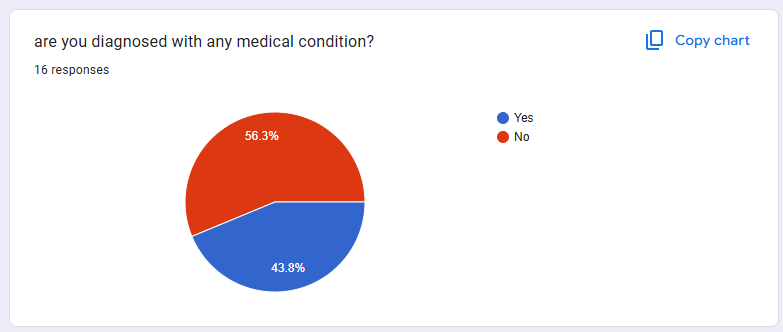 are you diagnosed with any medical condition?
Copy chart
16 responses
56.3%
43.8%
Yes
No